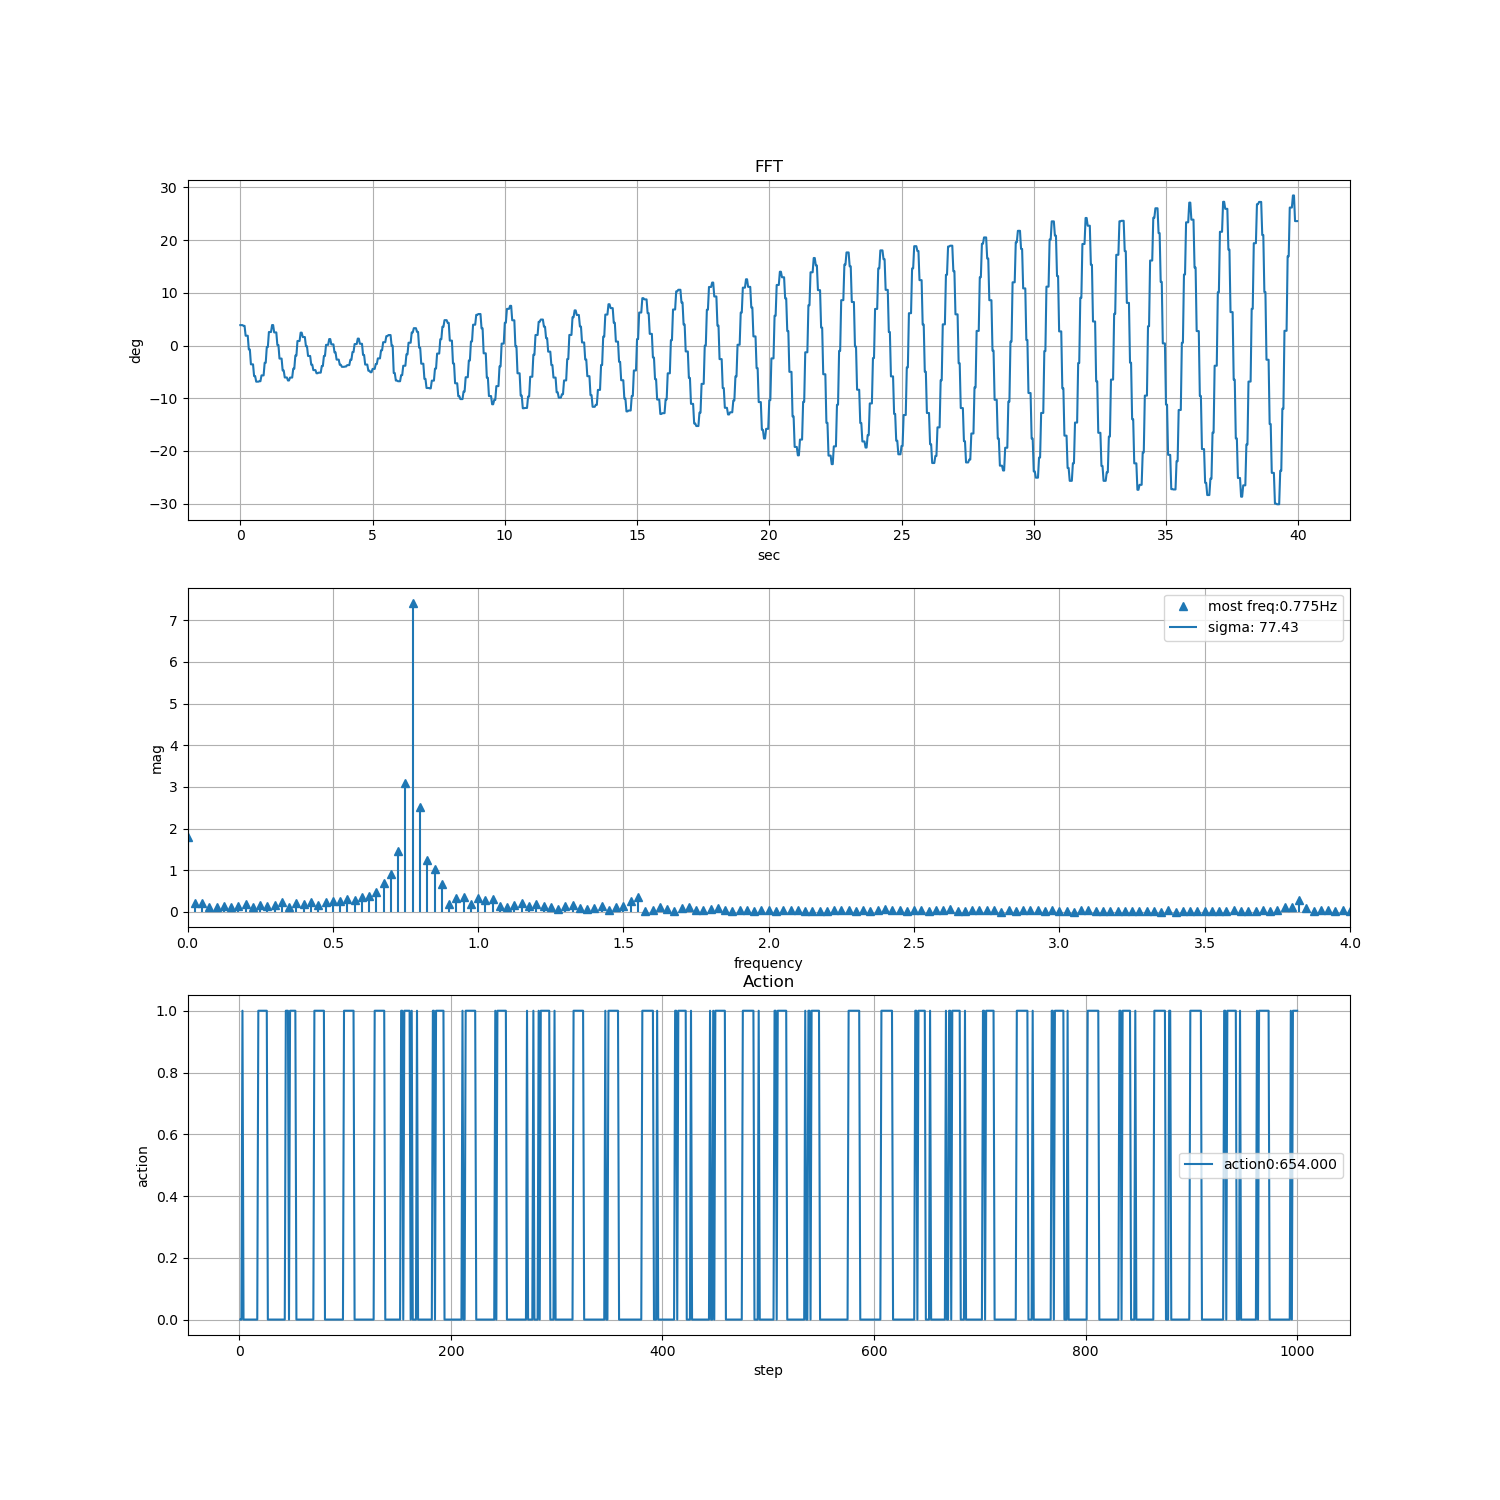 FFT
30
20
10
0
−10
−20
−30
deg
0 5 10 15 20 25 30 35 40
sec
most freq:0.775Hz
sigma: 77.43
7
6
5
4
3
2
1
0
mag
0.0 0.5 1.0 1.5 2.0 2.5 3.0 3.5 4.0
frequency
Action
1.0
0.8
0.6
0.4
0.2
0.0
action
action0:654.000
0 200 400 600 800 1000
step